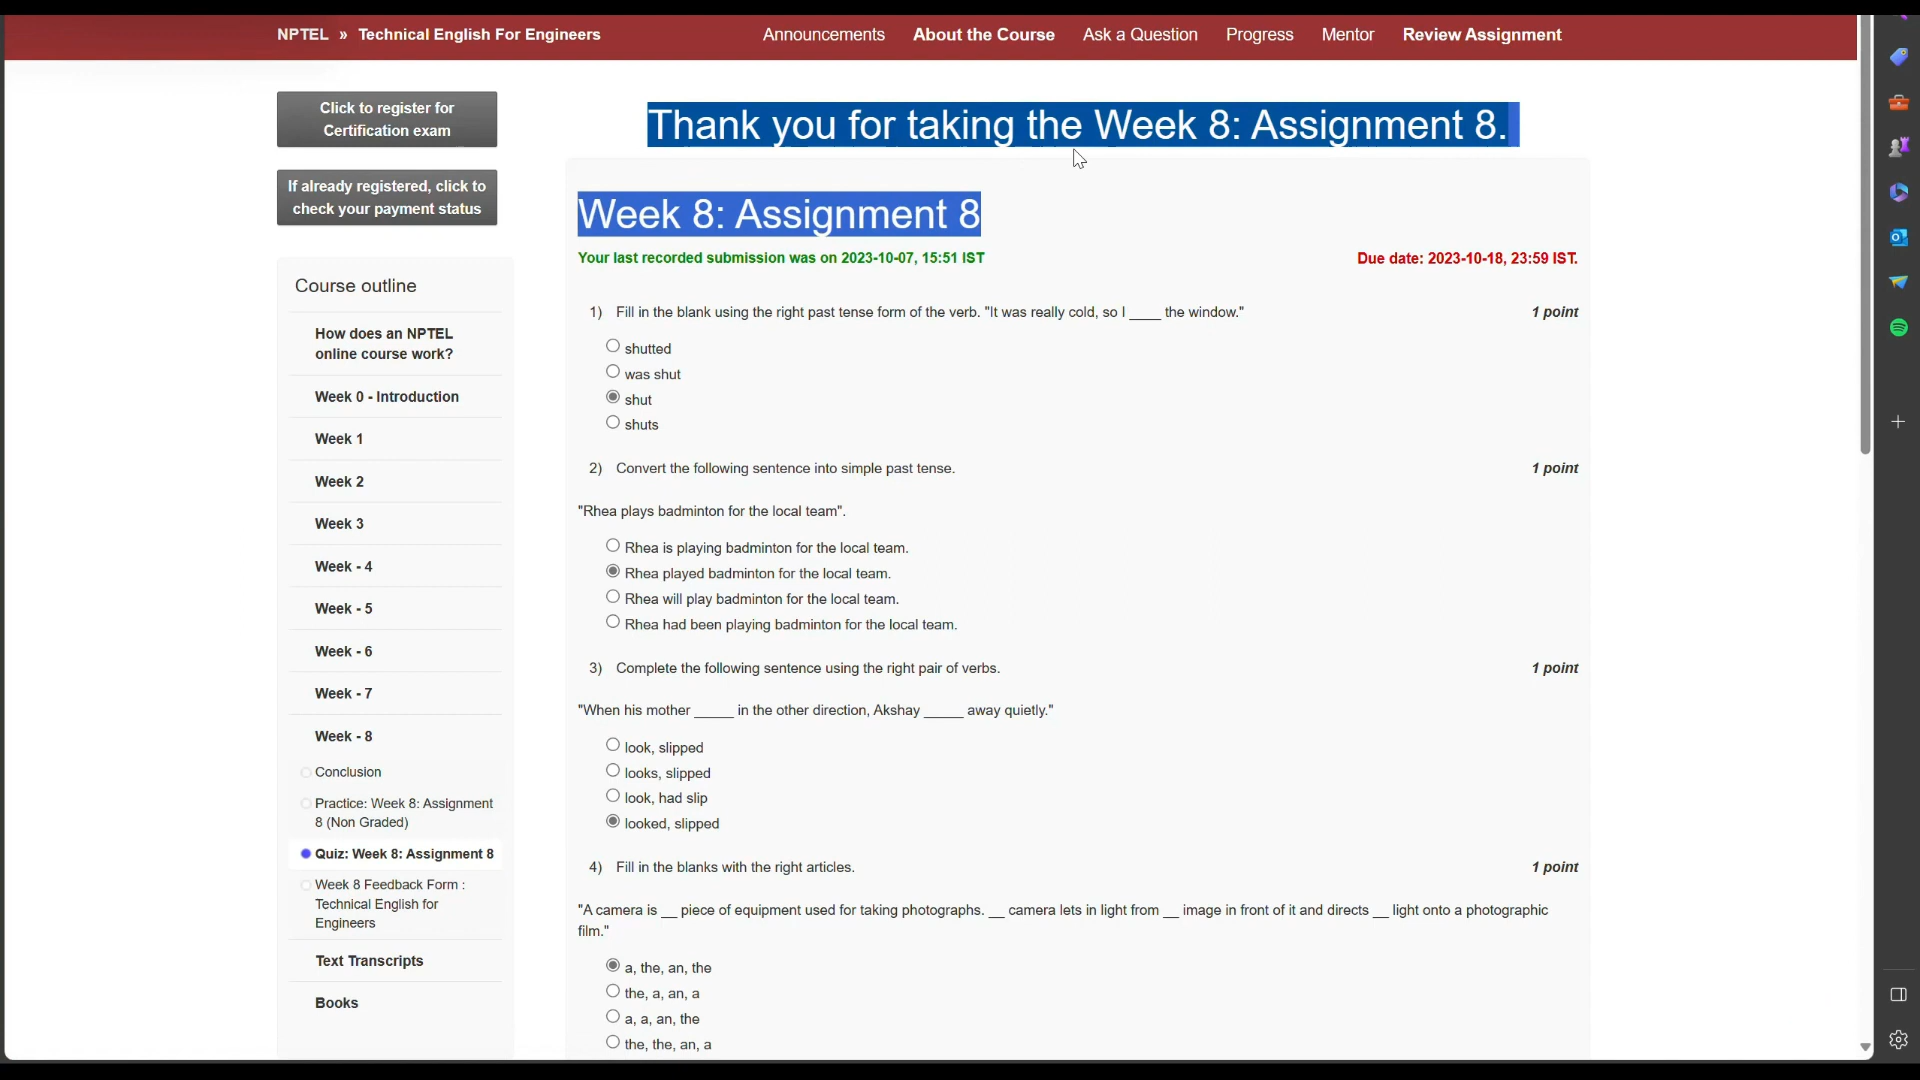 NPTEL » Technical English For Engineers
Announcements About the Course Ask a Question Progress Mentor Review Assignment
Click to register for
Certification exam
If already registered, click to
check your payment status
Course outline
How does an NPTEL
online course work?
Week 0 - Introduction
Week 1
Week 2
Week 3
Week - 4
Week - 5
Week - 6
Week - 7
Week - 8
Conclusion
Practice: Week 8: Assignment
8 (Non Graded)
Quiz: Week 8: Assignment 8
Week 8 Feedback Form :
Technical English for
Engineers
Text Transcripts
Books
Thank you for taking the Week 8: Assignment 8.
Week 8: Assignment 8
Your last recorded submission was on 2023-10-07, 15:51 IST Due date: 2023-10-18, 23:59 IST.
1) Fill in the blank using the right past tense form of the verb. "It was really cold, so I ____ the window." 1 point
shutted
was shut
shut
shuts
2) Convert the following sentence into simple past tense. 1 point
"Rhea plays badminton for the local team".
Rhea is playing badminton for the local team.
Rhea played badminton for the local team.
Rhea will play badminton for the local team.
Rhea had been playing badminton for the local team.
3) Complete the following sentence using the right pair of verbs. 1 point
"When his mother _____ in the other direction, Akshay _____ away quietly."
look, slipped
looks, slipped
look, had slip
looked, slipped
4) Fill in the blanks with the right articles. 1 point
"A camera is __ piece of equipment used for taking photographs. __ camera lets in light from __ image in front of it and directs __ light onto a photographic
film."
a, the, an, the
the, a, an, a
a, a, an, the
the, the, an, a